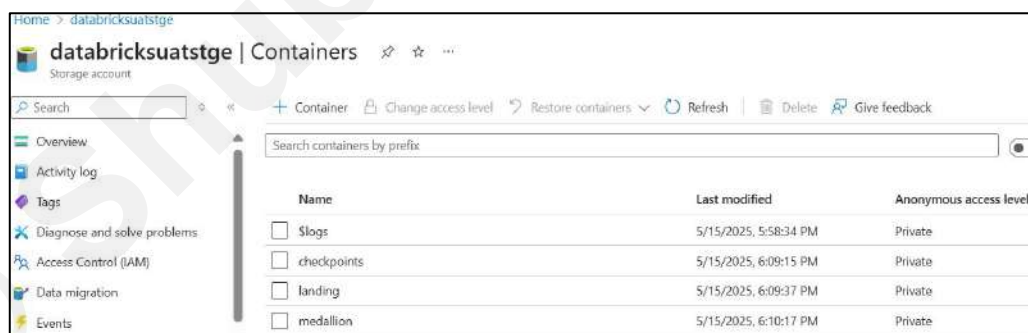 Home > databricksuatstge
databricksuatstge | Containers
Storage account
Search
+ Container Change access level Restore containers Refresh Delete Give feedback
Overview
Activity log
Tags
Diagnose and solve problems
Access Control (IAM)
Data migration
Events
Search containers by prefix
Name Last modified Anonymous access level
$logs 5/15/2025, 5:58:34 PM Private
checkpoints 5/15/2025, 6:09:15 PM Private
landing 5/15/2025, 6:09:37 PM Private
medallion 5/15/2025, 6:10:17 PM Private